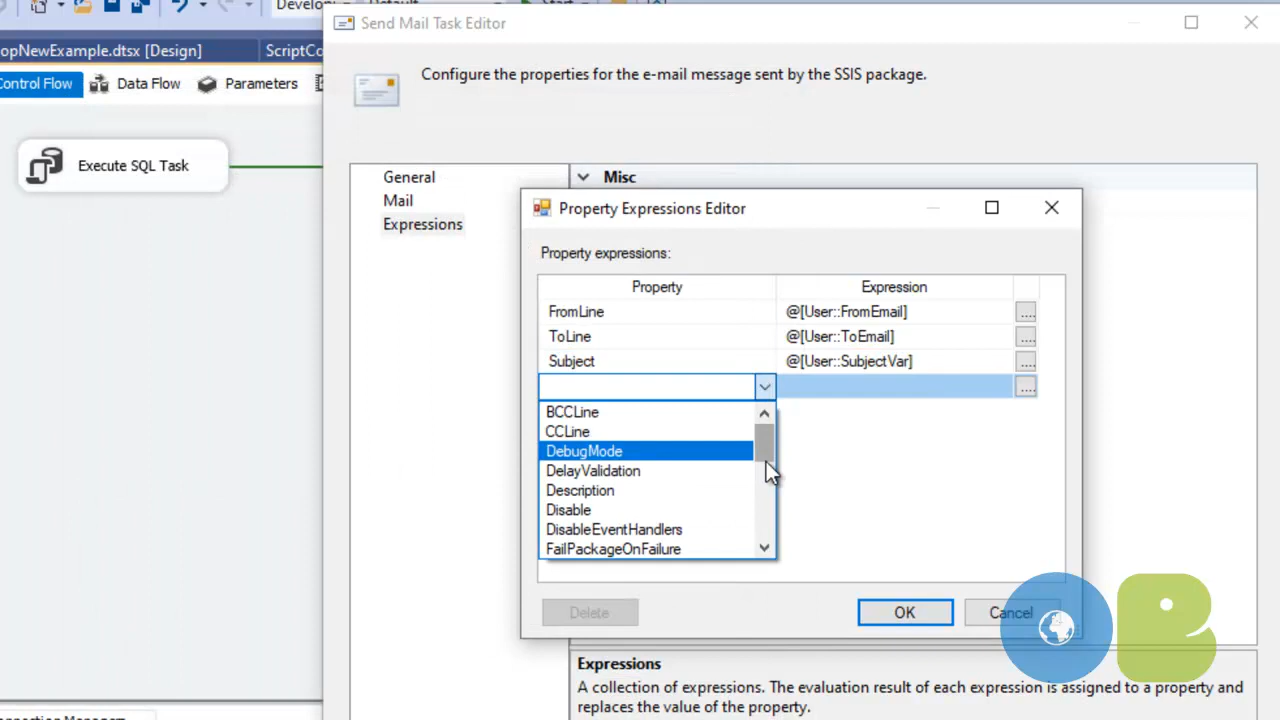 Develop
Default
Start
Send Mail Task Editor
opNewExample.dtsx [Design]
ScriptCo
Configure the properties for the e-mail message sent by the SSIS package.
Control Flow
Data Flow
Parameters
Execute SQL Task
General
Mail
Expressions
Misc
Property Expressions Editor
Property expressions:
Property
Expression
FromLine
@[User::FromEmail]
....
ToLine
@[User::ToEmail]
....
Subject
@[User::SubjectVar]
....
....
BCCLine
CCLine
DebugMode
DelayValidation
Description
Disable
DisableEventHandlers
FailPackageOnFailure
Delete
OK
Cancel
B
Expressions
A collection of expressions. The evaluation result of each expression is assigned to a property and
replaces the value of the property.